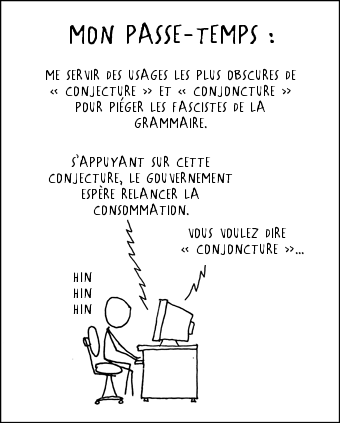 MON PASSE-TEMPS :
ME SERVIR DES USAGES LES PLUS OBSCURES DE
« CONJECTURE » ET « CONJONCTURE »
POUR PIÉGER LES FASCISTES DE LA
GRAMMAIRE.
S'APPUYANT SUR CETTE
CONJECTURE, LE GOUVERNEMENT
ESPÈRE RELANCER LA
CONSOMMATION.
VOUS VOULEZ DIRE
« CONJONCTURE »...
HIN
HIN
HIN